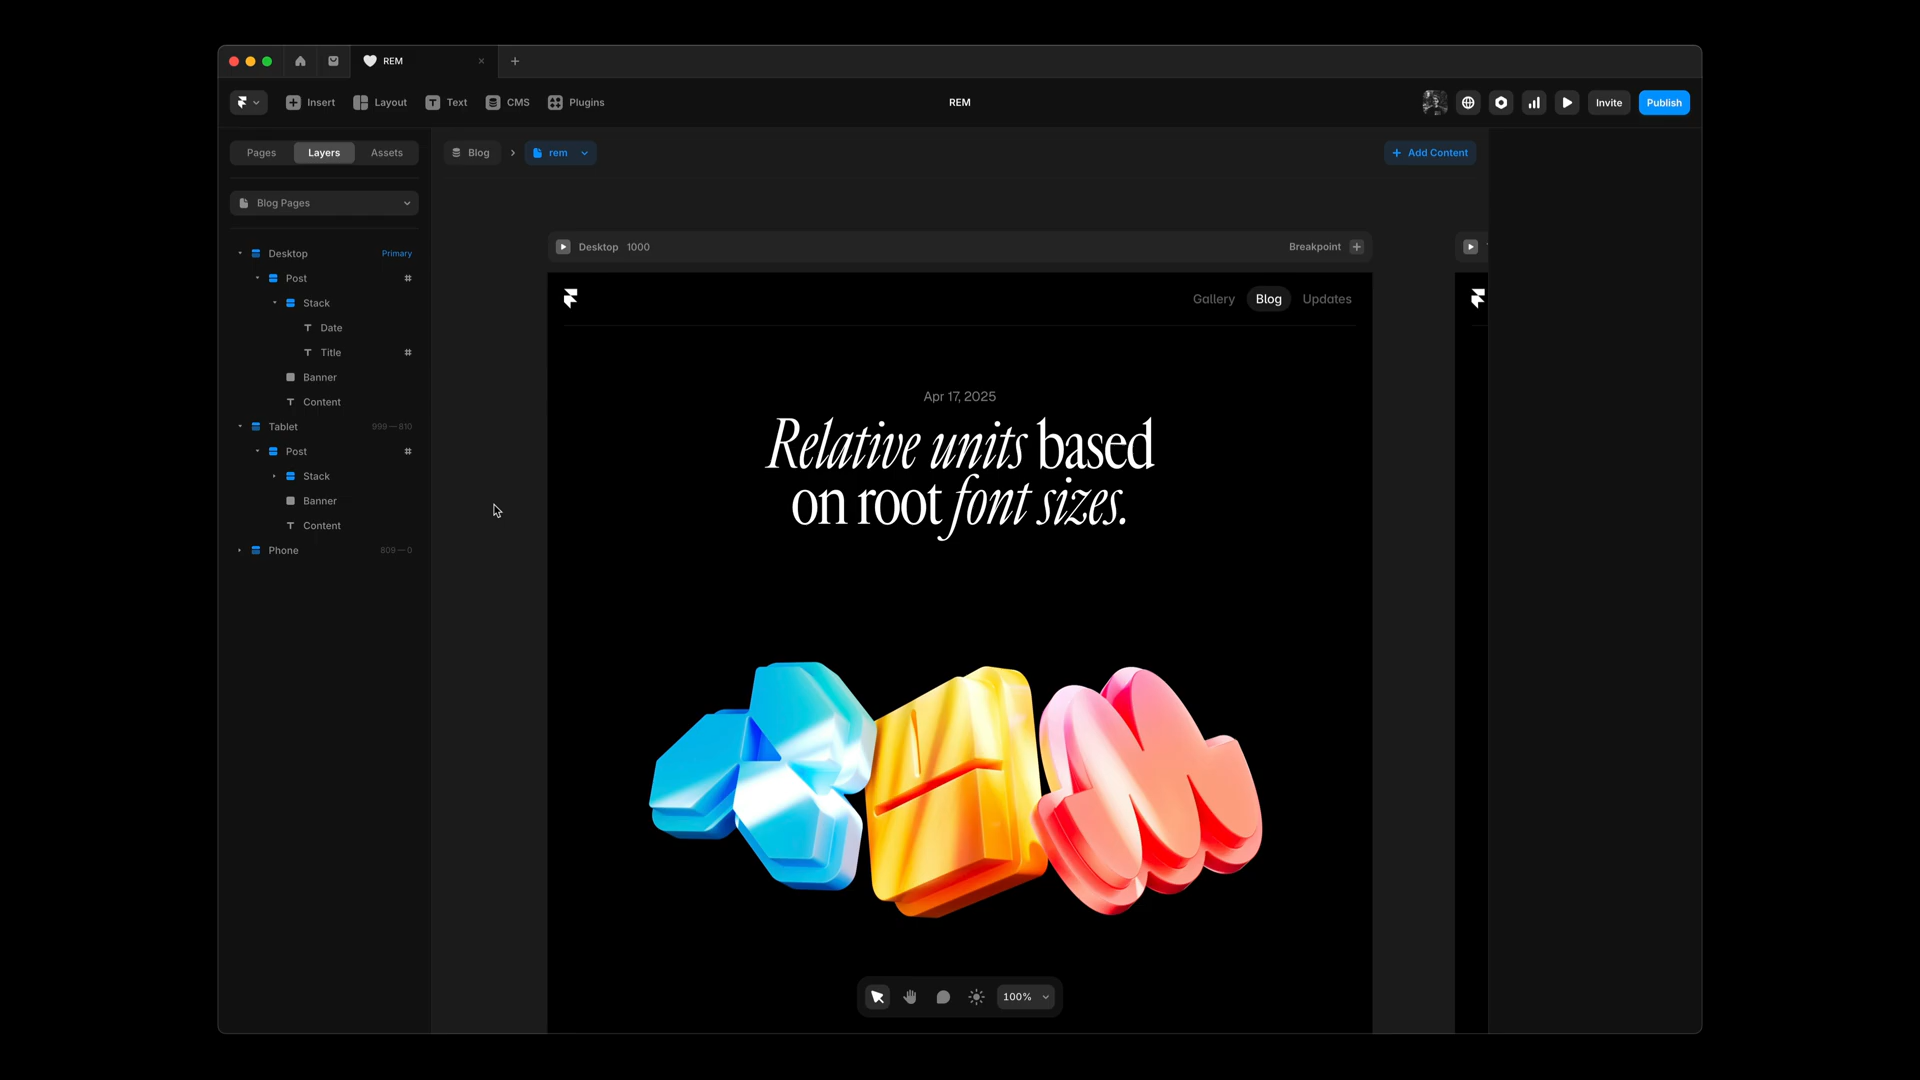 REM
Insert
Layout
Text
CMS
Plugins
REM
Invite
Publish
Pages
Layers
Assets
Blog
rem
Add Content
Blog Pages
Desktop
Primary
Post
Stack
Date
Title
Banner
Content
Tablet
999—810
Post
Stack
Banner
Content
Phone
809—0
Desktop 1000
Breakpoint
Gallery
Blog
Updates
Apr 17, 2025
Relative units based
on root font sizes.
100%